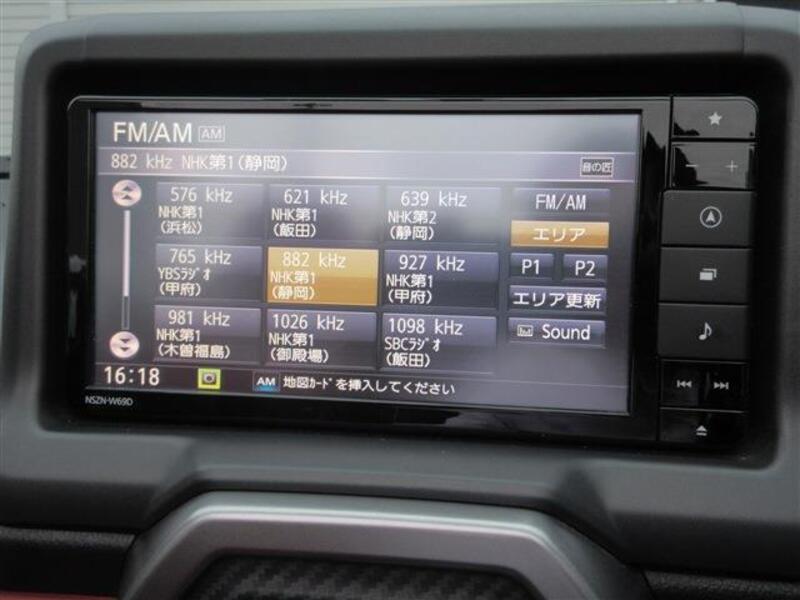 FM/AM AM
882 kHz NHK第1(静岡) 音の匠
576 kHz
NHK第1
(浜松)
621 kHz
NHK第1
(飯田)
639 kHz
NHK第2
(静岡)
FM/AM
エリア
765 kHz
YBSラジオ
(甲府)
882 kHz
NHK第1
(静岡)
927 kHz
NHK第1
(甲府)
P1 P2
エリア更新
981 kHz
NHK第1
(木曽福島)
1026 kHz
NHK第1
(御殿場)
1098 kHz
SBCラジオ
(飯田)
Sound
16:18 AM 地図カードを挿入してください
NSZN-W69D